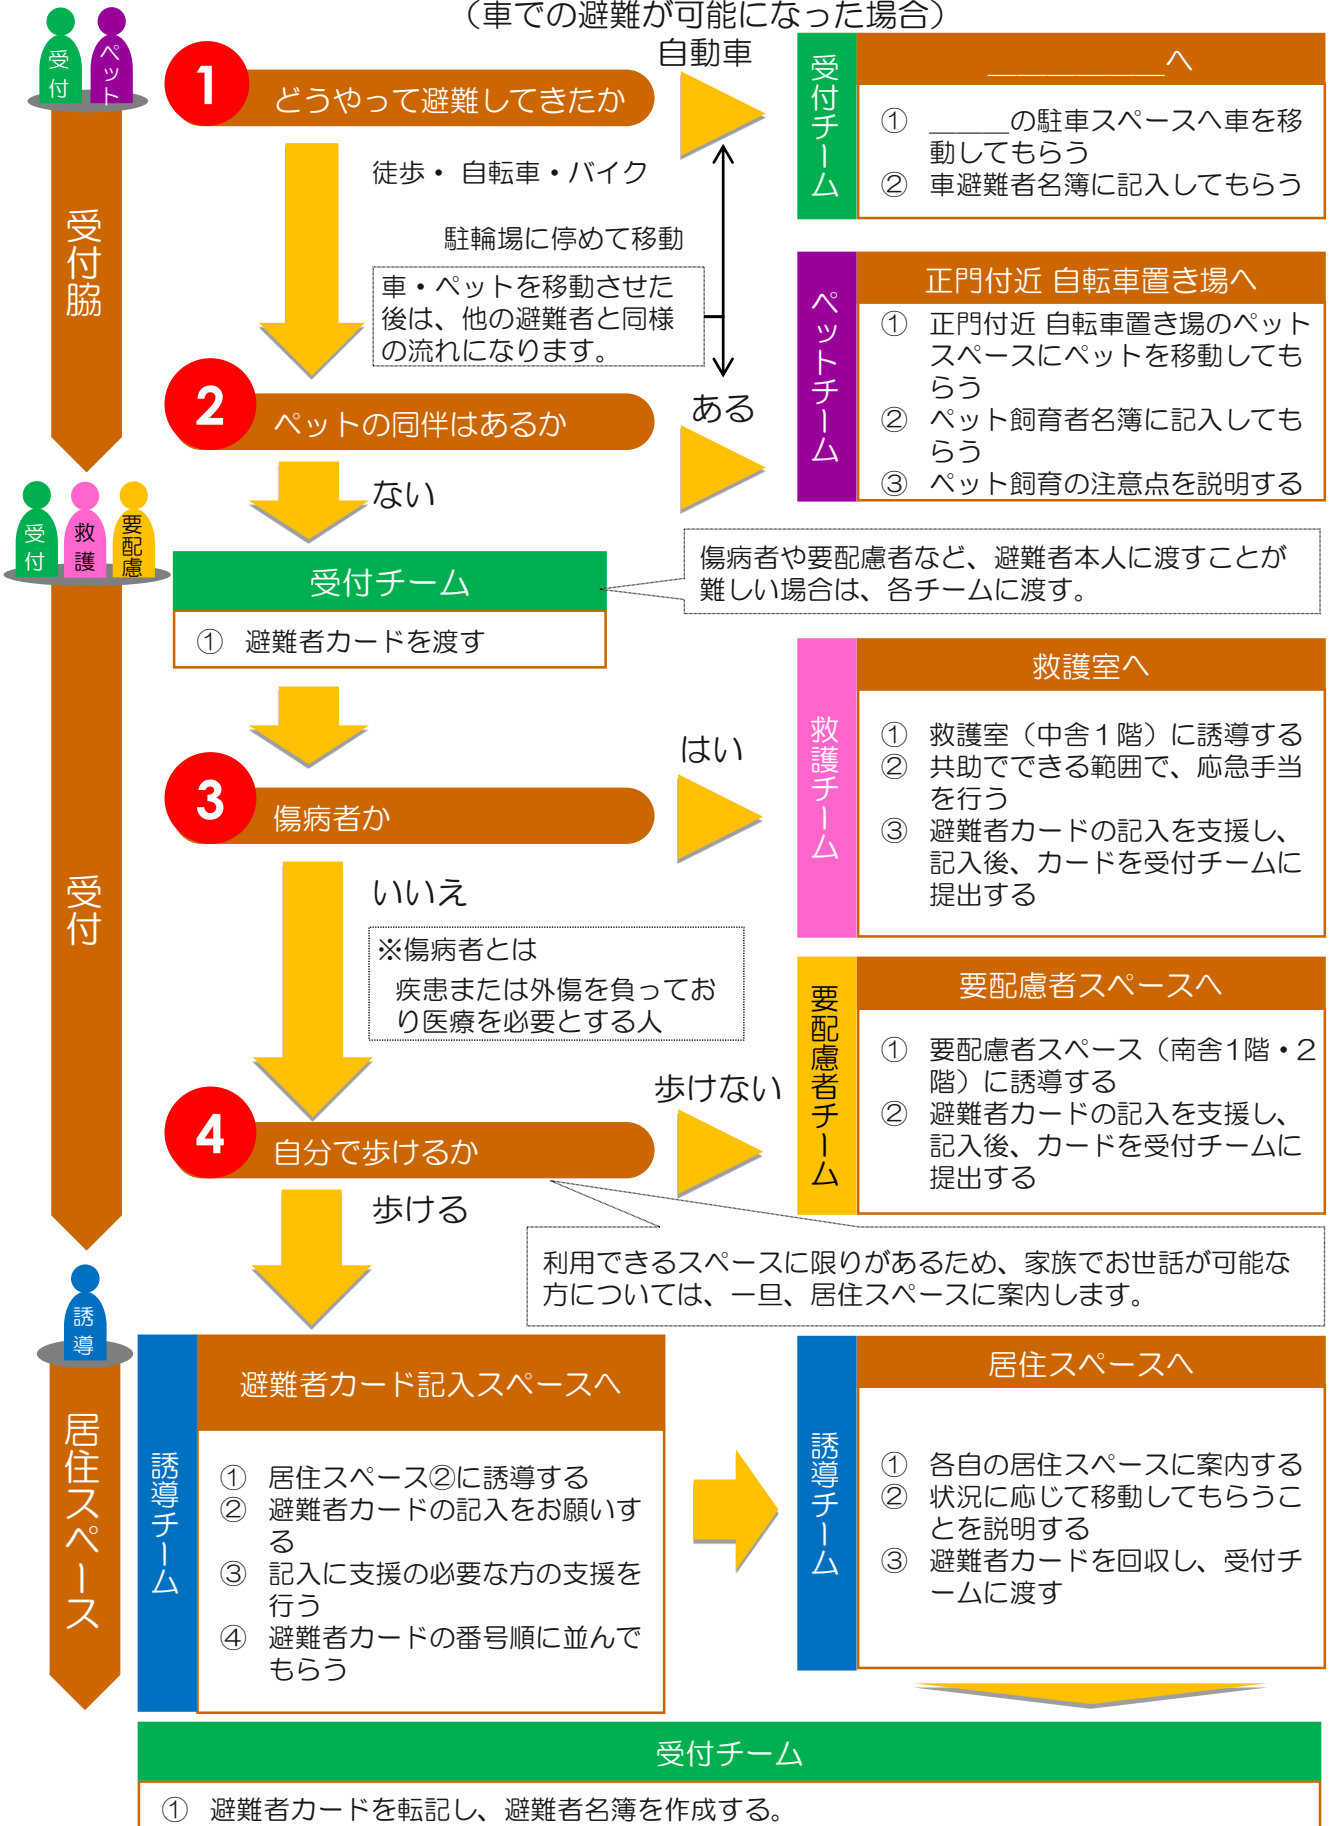 （車での避難が可能になった場合）
受付
ペット
1
どうやって避難してきたか
自動車
受付チーム
＿＿＿＿＿＿へ
① ＿＿＿の駐車スペースへ車を移
動してもらう
② 車避難者名簿に記入してもらう
徒歩・ 自転車・バイク
駐輪場に停めて移動
車・ペットを移動させた
後は、他の避難者と同様
の流れになります。
受付脇
2
ペットの同伴はあるか
ある
ペットチーム
正門付近 自転車置き場へ
① 正門付近 自転車置き場のペット
スペースにペットを移動しても
らう
② ペット飼育者名簿に記入しても
らう
③ ペット飼育の注意点を説明する
ない
受付
救護
要配慮
受付チーム
① 避難者カードを渡す
傷病者や要配慮者など、避難者本人に渡すことが
難しい場合は、各チームに渡す。
受付
3
傷病者か
はい
救護チーム
救護室へ
① 救護室（中舎１階）に誘導する
② 共助でできる範囲で、応急手当
を行う
③ 避難者カードの記入を支援し、
記入後、カードを受付チームに
提出する
いいえ
※傷病者とは
疾患または外傷を負ってお
り医療を必要とする人
4
自分で歩けるか
歩けない
要配慮者チーム
要配慮者スペースへ
① 要配慮者スペース（南舎1階・2
階）に誘導する
② 避難者カードの記入を支援し、
記入後、カードを受付チームに
提出する
歩ける
利用できるスペースに限りがあるため、家族でお世話が可能な
方については、一旦、居住スペースに案内します。
誘導
居住スペース
誘導チーム
避難者カード記入スペースへ
① 居住スペース②に誘導する
② 避難者カードの記入をお願いす
る
③ 記入に支援の必要な方の支援を
行う
④ 避難者カードの番号順に並んで
もらう
誘導チーム
居住スペースへ
① 各自の居住スペースに案内する
② 状況に応じて移動してもらうこ
とを説明する
③ 避難者カードを回収し、受付チ
ームに渡す
受付チーム
① 避難者カードを転記し、避難者名簿を作成する。